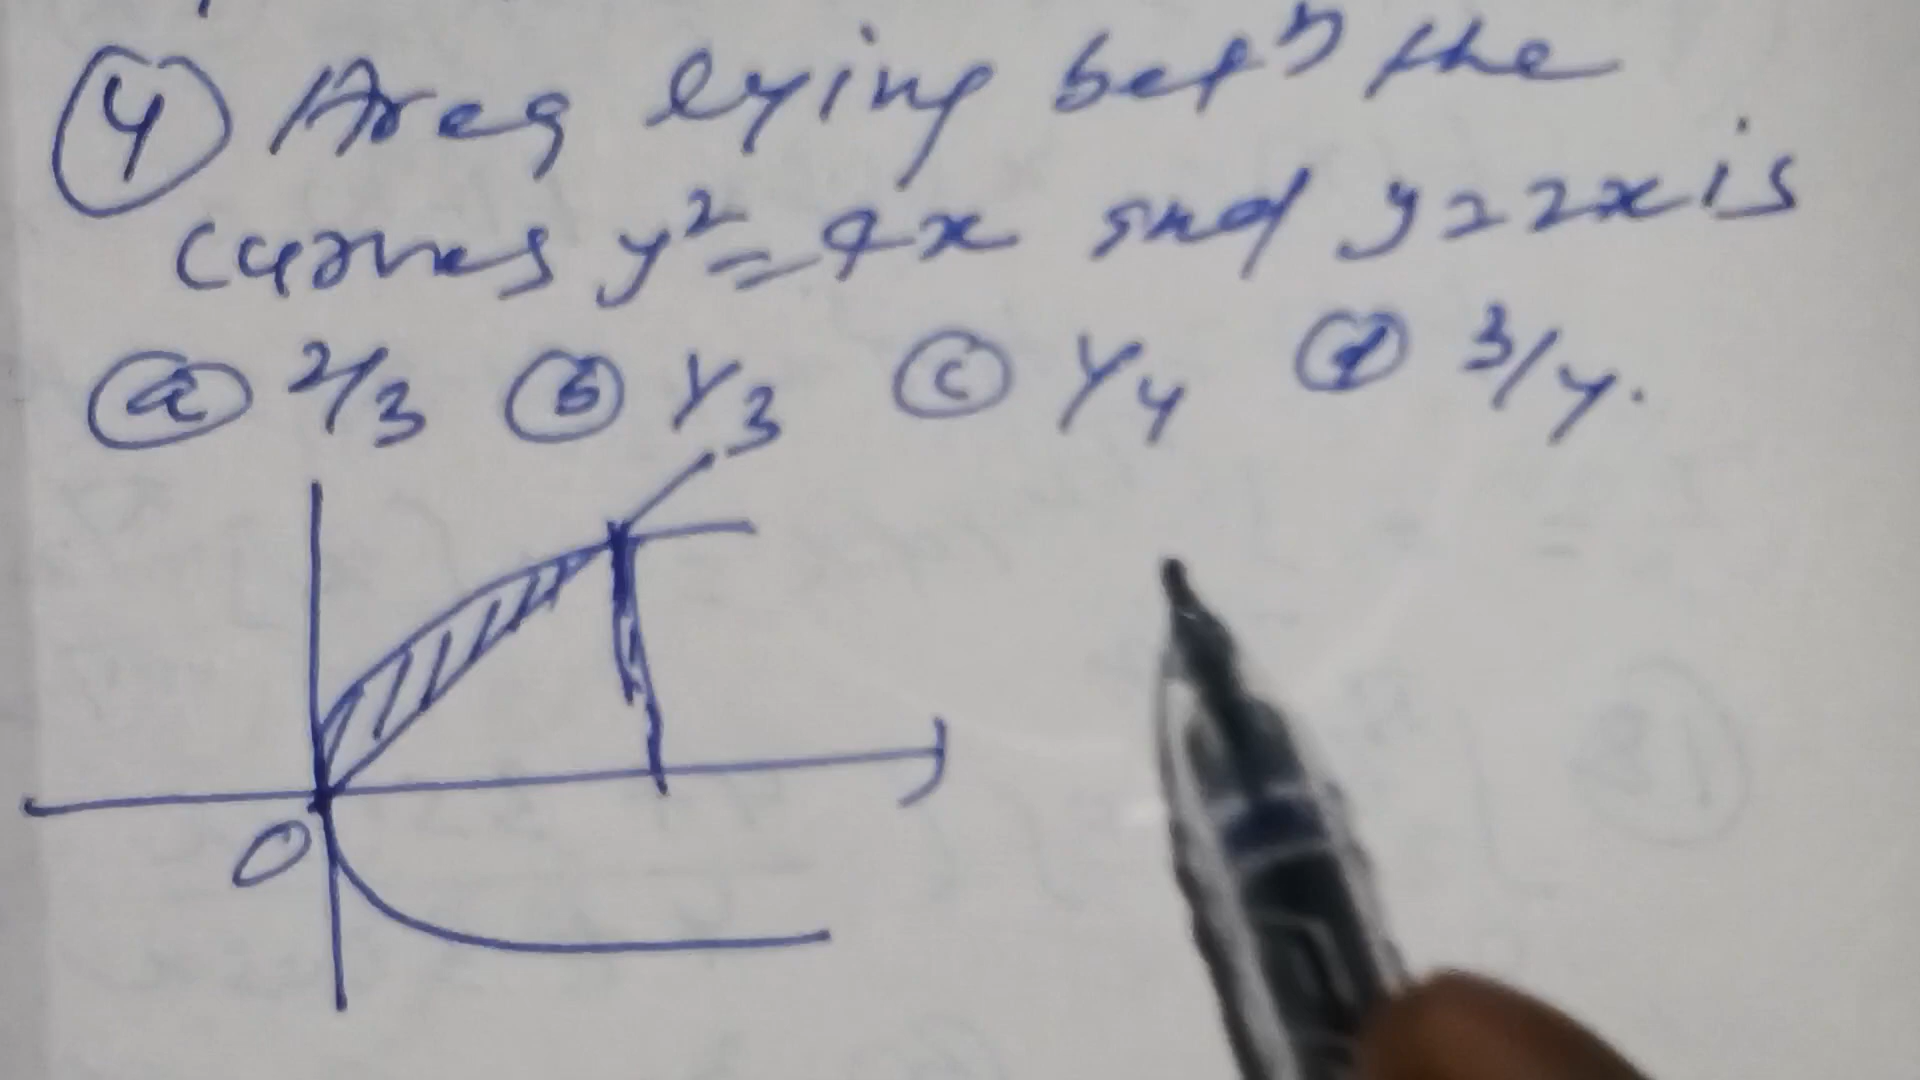 ④ Area lying betn the
curves y² = 4x and y = 2x is
ⓐ 2/3 ⓑ 1/3 ⓒ 1/4 ⓓ 3/4.
O